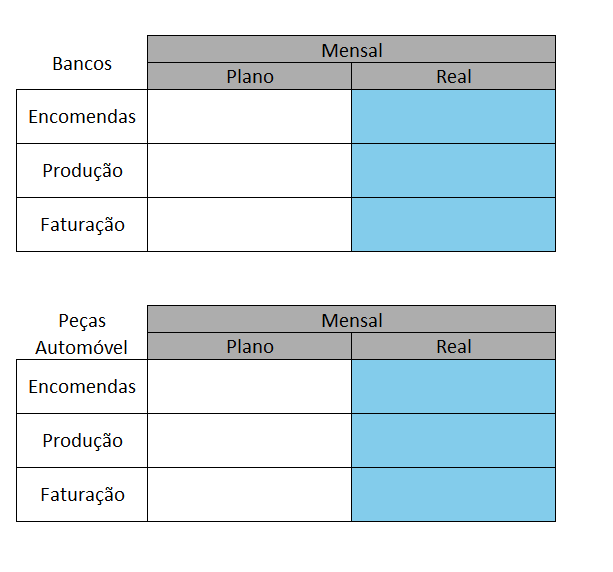 Bancos
Mensal
Plano
Real
Encomendas
Produção
Faturação
Peças
Automóvel
Mensal
Plano
Real
Encomendas
Produção
Faturação